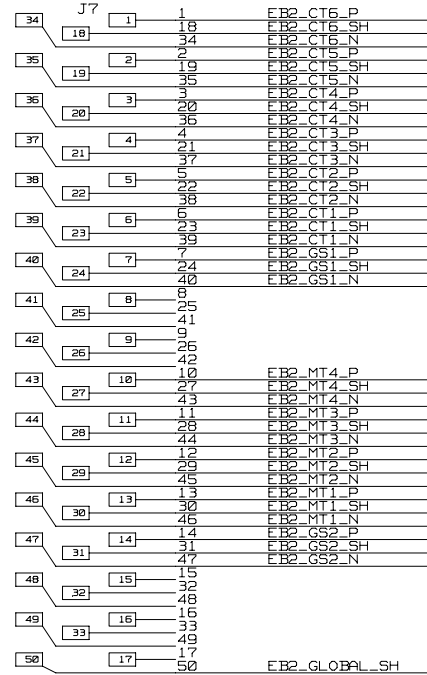 J7
34 1 1 EB2_CT6_P
18 18 EB2_CT6_SH
34 EB2_CT6_N
35 2 2 EB2_CT5_P
19 19 EB2_CT5_SH
35 EB2_CT5_N
36 3 3 EB2_CT4_P
20 20 EB2_CT4_SH
36 EB2_CT4_N
37 4 4 EB2_CT3_P
21 21 EB2_CT3_SH
37 EB2_CT3_N
38 5 5 EB2_CT2_P
22 22 EB2_CT2_SH
38 EB2_CT2_N
39 6 6 EB2_CT1_P
23 23 EB2_CT1_SH
39 EB2_CT1_N
40 7 7 EB2_GS1_P
24 24 EB2_GS1_SH
40 EB2_GS1_N
41 8 8
25 25
41
42 9 9
26 26
42
43 10 10 EB2_MT4_P
27 27 EB2_MT4_SH
43 EB2_MT4_N
44 11 11 EB2_MT3_P
28 28 EB2_MT3_SH
44 EB2_MT3_N
45 12 12 EB2_MT2_P
29 29 EB2_MT2_SH
45 EB2_MT2_N
46 13 13 EB2_MT1_P
30 30 EB2_MT1_SH
46 EB2_MT1_N
47 14 14 EB2_GS2_P
31 31 EB2_GS2_SH
47 EB2_GS2_N
48 15 15
32 32
48
49 16 16
33 33
49
50 17 17
50 EB2_GLOBAL_SH